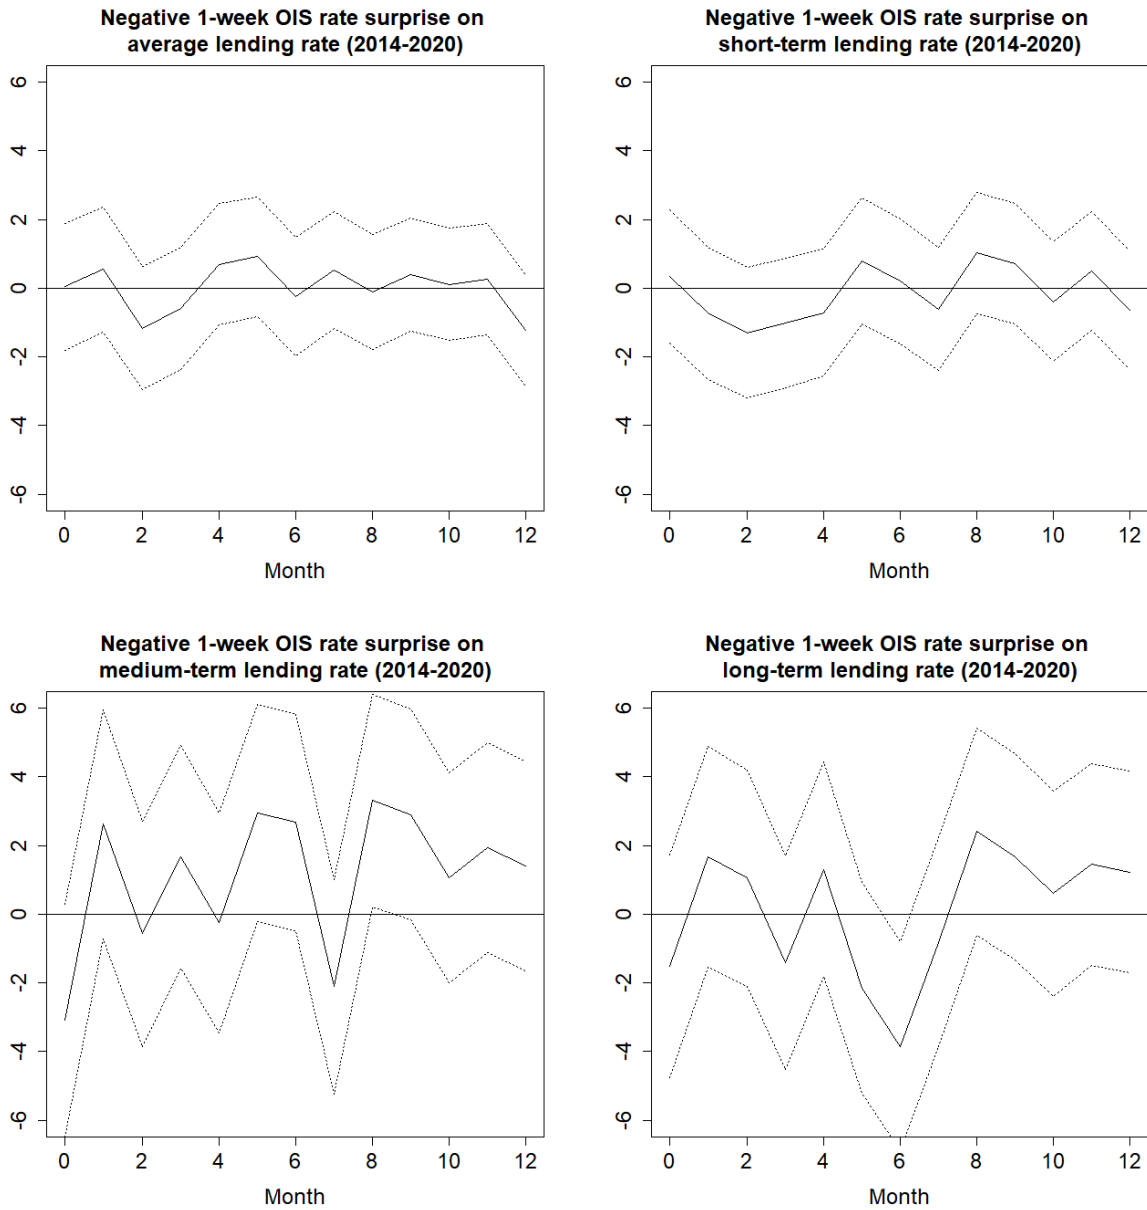 Negative 1-week OIS rate surprise on
average lending rate (2014-2020)
6
4
2
0
-2
-4
-6
0 2 4 6 8 10 12
Month
Negative 1-week OIS rate surprise on
short-term lending rate (2014-2020)
6
4
2
0
-2
-4
-6
0 2 4 6 8 10 12
Month
Negative 1-week OIS rate surprise on
medium-term lending rate (2014-2020)
6
4
2
0
-2
-4
-6
0 2 4 6 8 10 12
Month
Negative 1-week OIS rate surprise on
long-term lending rate (2014-2020)
6
4
2
0
-2
-4
-6
0 2 4 6 8 10 12
Month